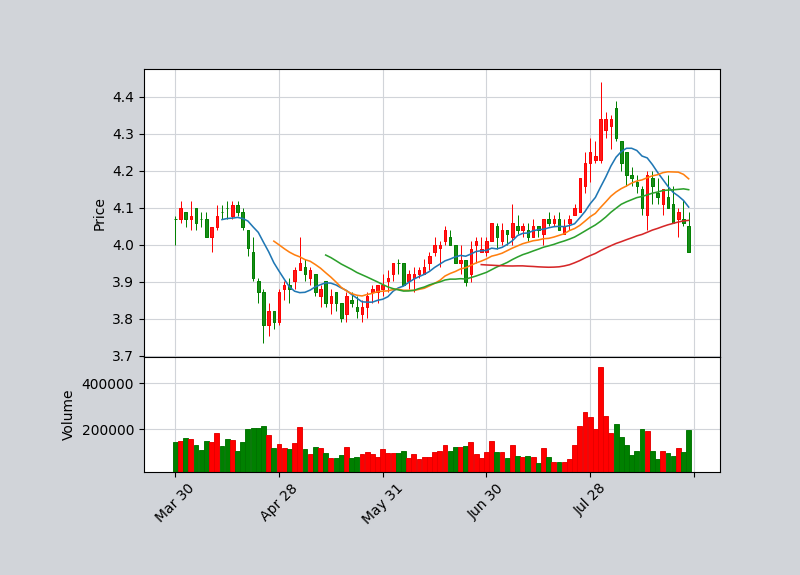 Price
4.4
4.3
4.2
4.1
4.0
3.9
3.8
3.7
Volume
400000
200000
Mar 30
Apr 28
May 31
Jun 30
Jul 28